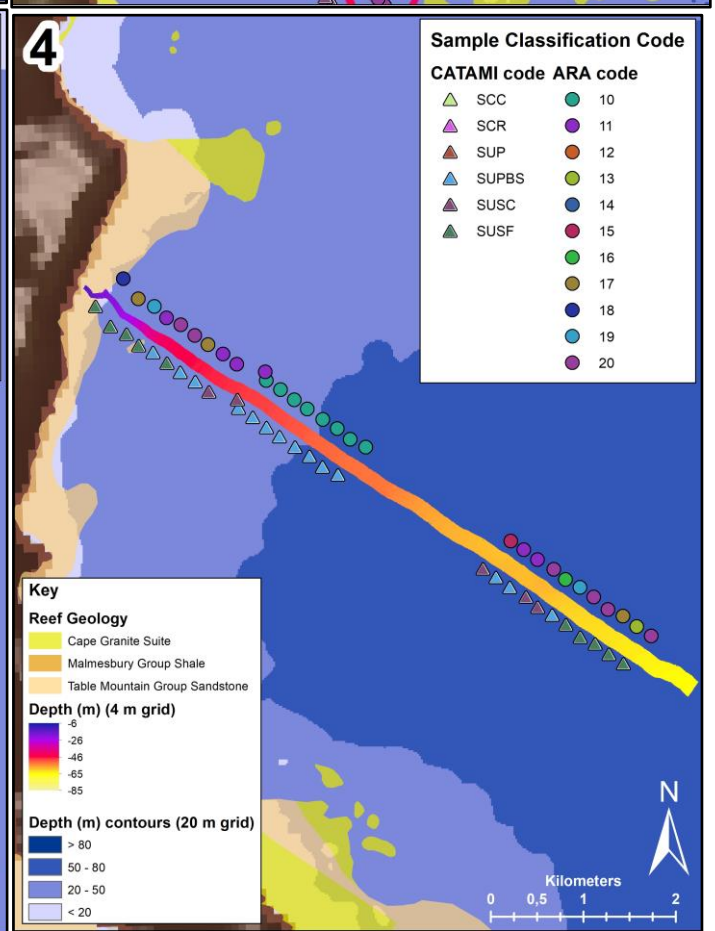 4
Sample Classification Code
CATAMI code ARA code
SCC 10
SCR 11
SUP 12
SUPBS 13
SUSC 14
SUSF 15
16
17
18
19
20
Key
Reef Geology
Cape Granite Suite
Malmesbury Group Shale
Table Mountain Group Sandstone
Depth (m) (4 m grid)
-6
-26
-46
-65
-85
Depth (m) contours (20 m grid)
> 80
50 - 80
20 - 50
< 20
N
Kilometers
0 0,5 1 2